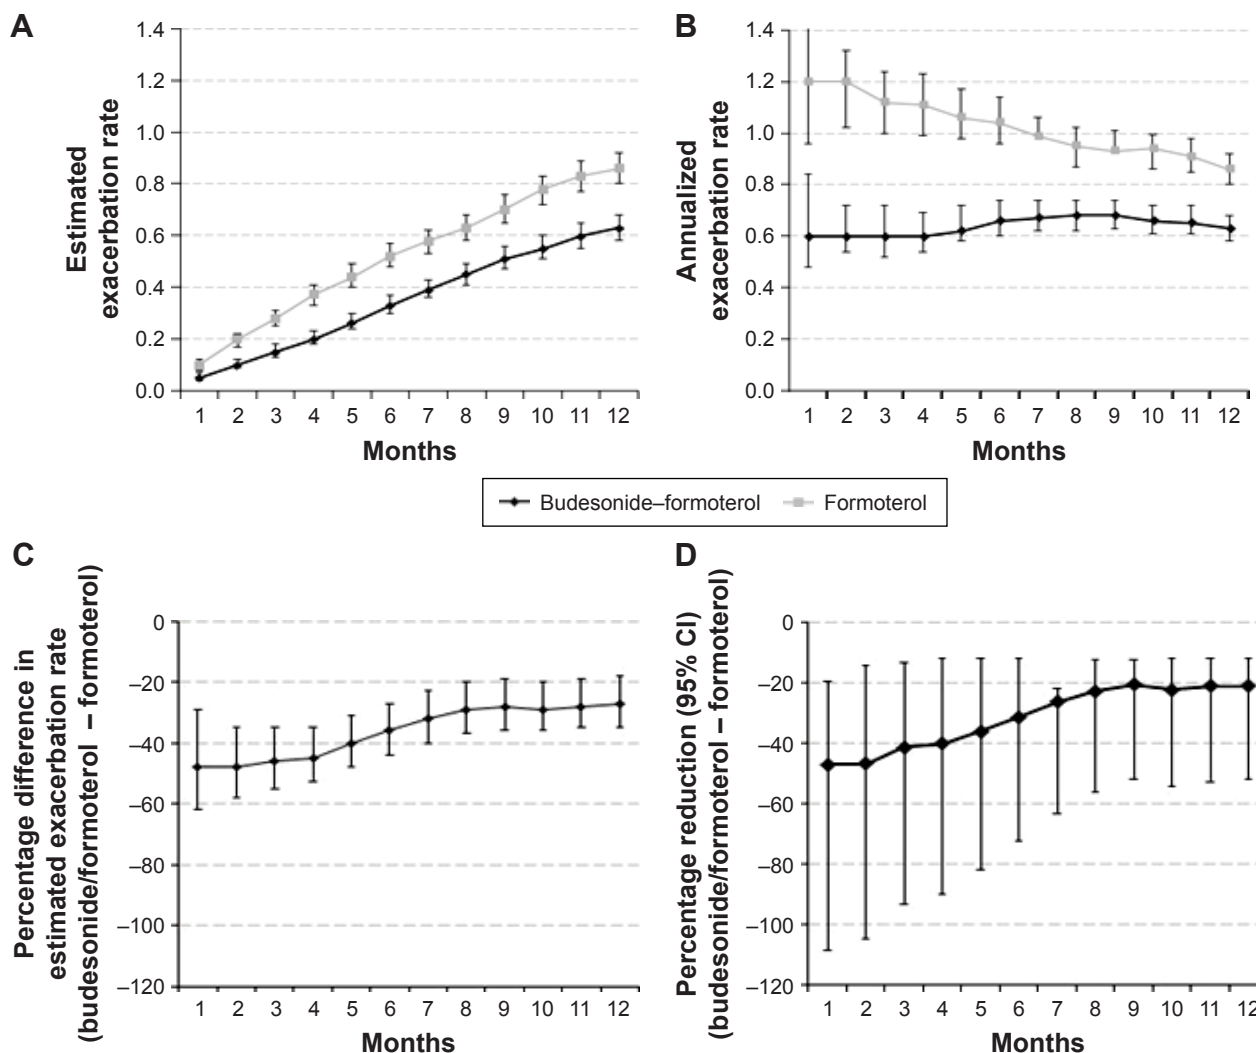 A
Estimated
exacerbation rate
1.4
1.2
1.0
0.8
0.6
0.4
0.2
0.0
1 2 3 4 5 6 7 8 9 10 11 12
Months
B
Annualized
exacerbation rate
1.4
1.2
1.0
0.8
0.6
0.4
0.2
0.0
1 2 3 4 5 6 7 8 9 10 11 12
Months
Budesonide–formoterol Formoterol
C
Percentage difference in
estimated exacerbation rate
(budesonide/formoterol – formoterol)
0
–20
–40
–60
–80
–100
–120
1 2 3 4 5 6 7 8 9 10 11 12
Months
D
Percentage reduction (95% CI)
(budesonide/formoterol – formoterol)
0
–20
–40
–60
–80
–100
–120
1 2 3 4 5 6 7 8 9 10 11 12
Months